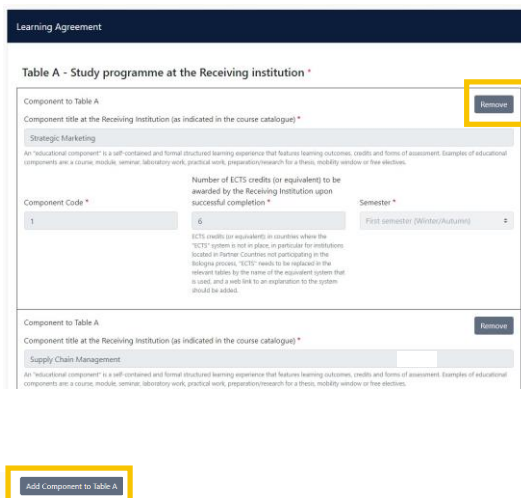 Learning Agreement
Table A - Study programme at the Receiving institution *
Component to Table A
Remove
Component title at the Receiving Institution (as indicated in the course catalogue) *
Strategic Marketing
An "educational component" is a self-contained and formal structured learning experience that features learning outcomes, credits and forms of assessment. Examples of educational
components are: a course, module, seminar, laboratory work, practical work, preparation/research for a thesis, mobility window or free electives.
Component Code *
1
Number of ECTS credits (or equivalent) to be
awarded by the Receiving Institution upon
successful completion *
6
ECTS credits (or equivalent): in countries where the
"ECTS" system is not in place, in particular for institutions
located in Partner Countries not participating in the
Bologna process, "ECTS" needs to be replaced in the
relevant tables by the name of the equivalent system that
is used, and a web link to an explanation to the system
should be added.
Semester *
First semester (Winter/Autumn)
Component to Table A
Remove
Component title at the Receiving Institution (as indicated in the course catalogue) *
Supply Chain Management
An "educational component" is a self-contained and formal structured learning experience that features learning outcomes, credits and forms of assessment. Examples of educational
components are: a course, module, seminar, laboratory work, practical work, preparation/research for a thesis, mobility window or free electives.
Add Component to Table A